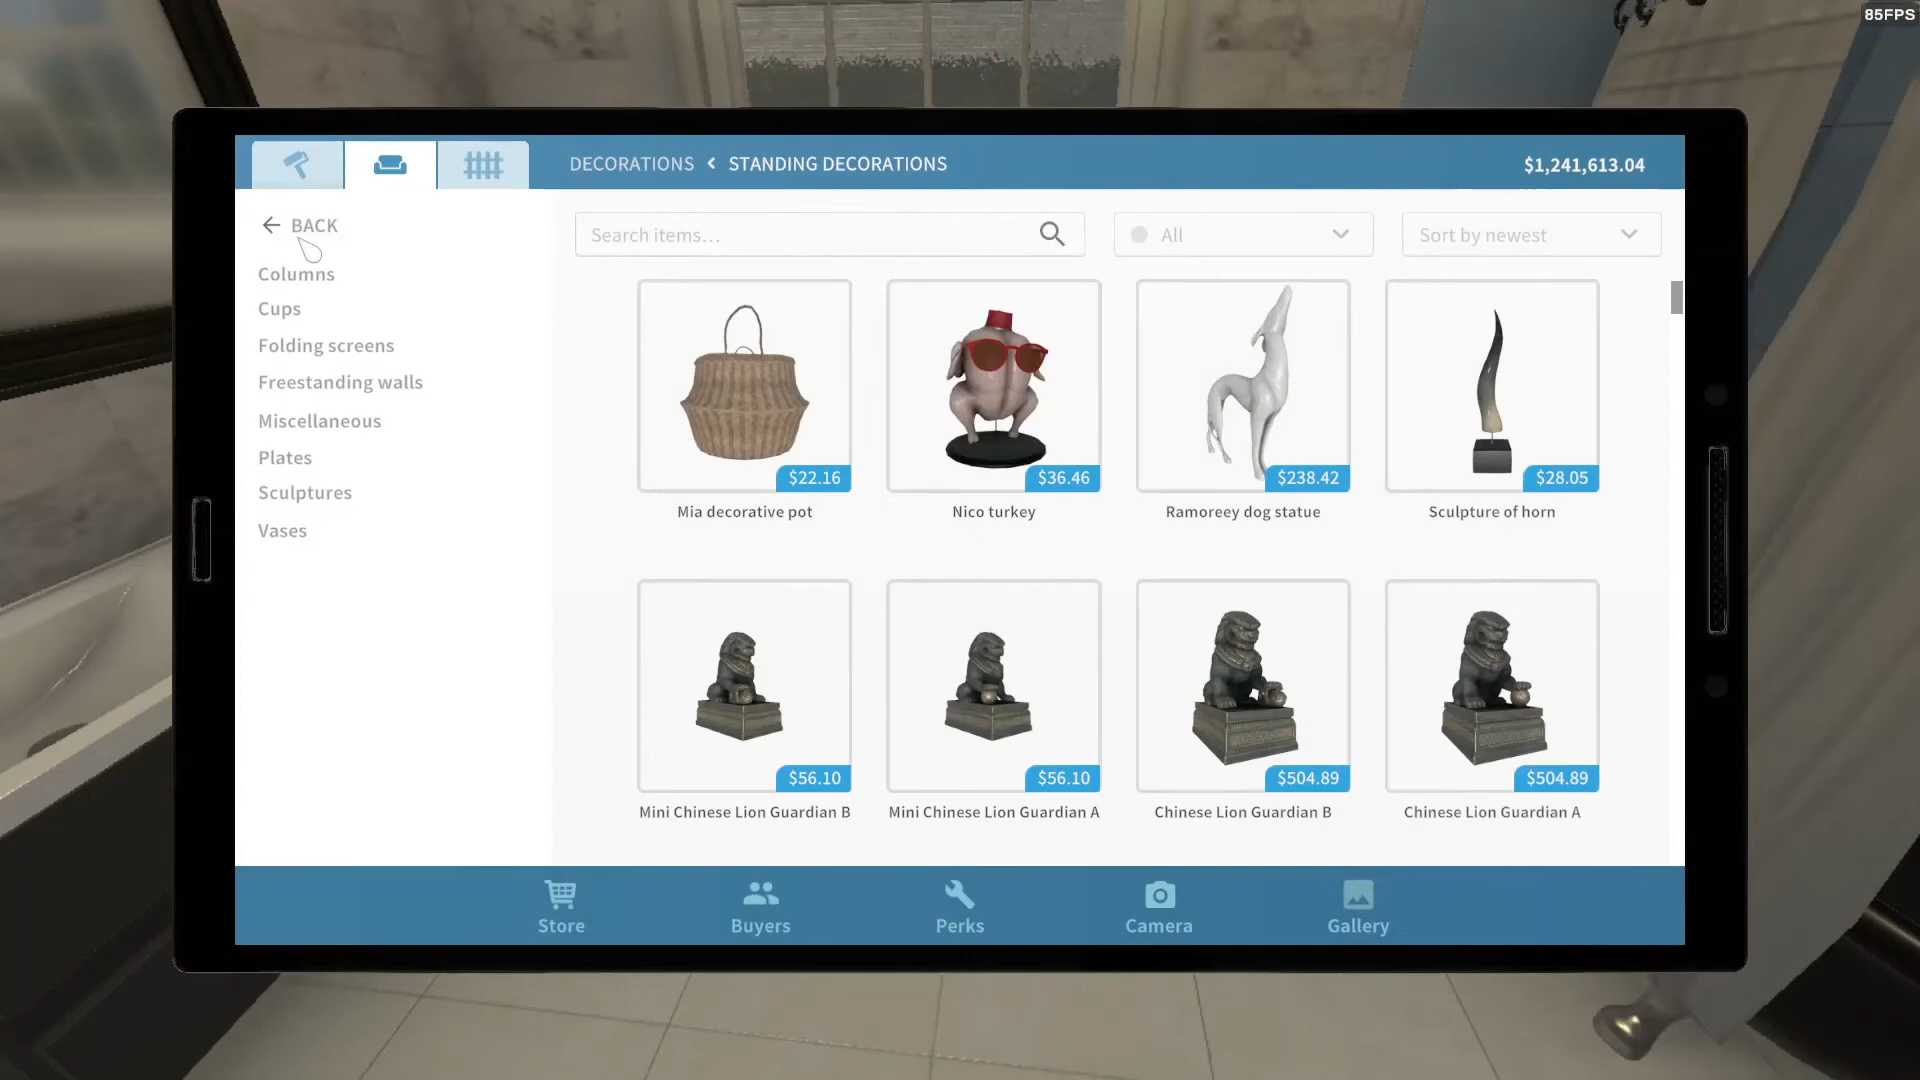 85FPS
DECORATIONS < STANDING DECORATIONS
$1,241,613.04
BACK
Search items...
All
Sort by newest
Columns
Cups
Folding screens
Freestanding walls
Miscellaneous
Plates
Sculptures
Vases
$22.16
$36.46
$238.42
$28.05
Mia decorative pot
Nico turkey
Ramoreey dog statue
Sculpture of horn
$56.10
$56.10
$504.89
$504.89
Mini Chinese Lion Guardian B
Mini Chinese Lion Guardian A
Chinese Lion Guardian B
Chinese Lion Guardian A
Store
Buyers
Perks
Camera
Gallery